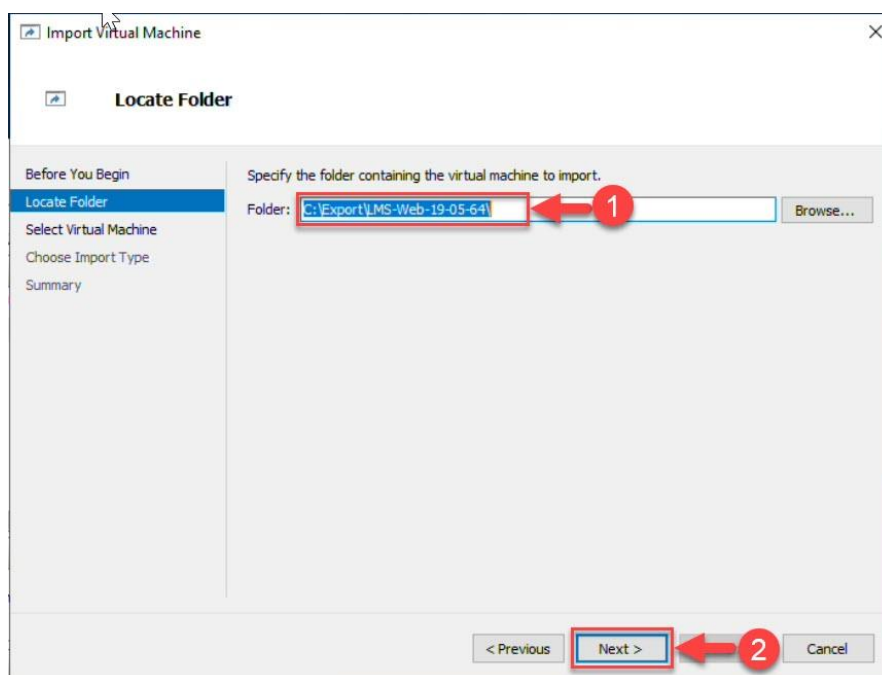 Import Virtual Machine
Locate Folder
Before You Begin
Locate Folder
Select Virtual Machine
Choose Import Type
Summary
Specify the folder containing the virtual machine to import.
Folder: C:\Export\LMS-Web-19-05-64\ 1 Browse...
< Previous Next > 2 Cancel